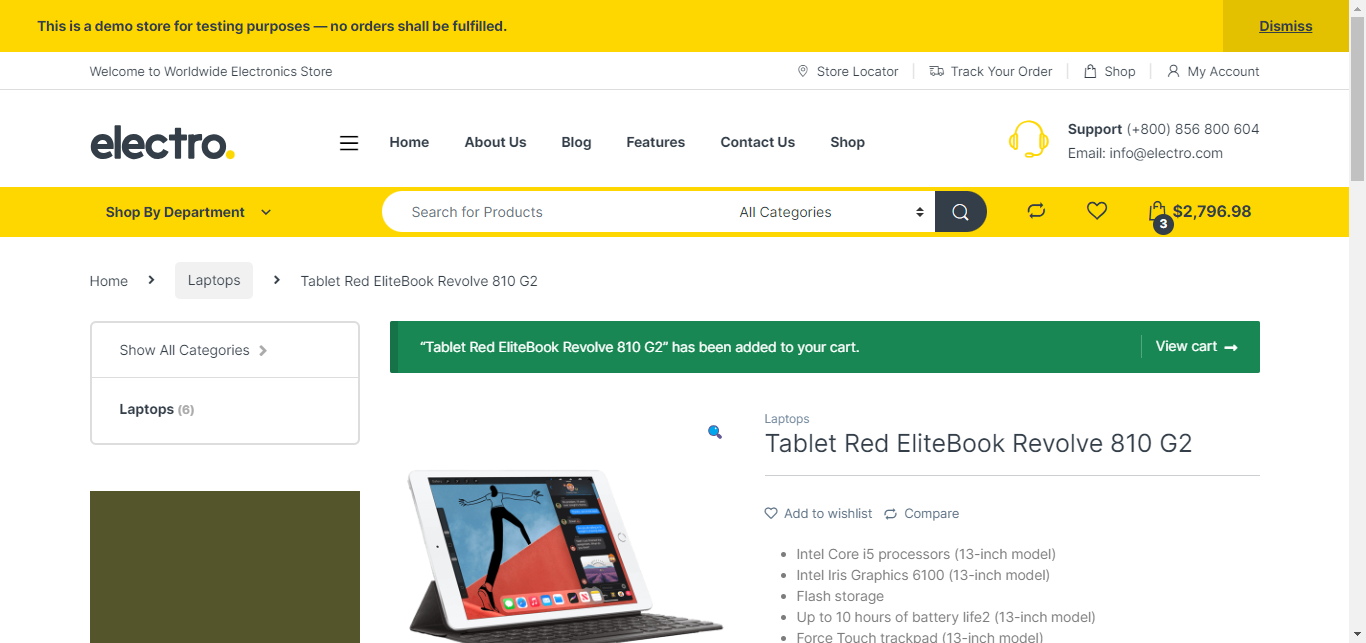 This is a demo store for testing purposes — no orders shall be fulfilled.
Dismiss
Welcome to Worldwide Electronics Store
Store Locator
Track Your Order
Shop
My Account
electro.
Home
About Us
Blog
Features
Contact Us
Shop
Support (+800) 856 800 604
Email: info@electro.com
Shop By Department
Search for Products
All Categories
3
$2,796.98
Home
Laptops
Tablet Red EliteBook Revolve 810 G2
Show All Categories
Laptops (6)
“Tablet Red EliteBook Revolve 810 G2” has been added to your cart.
View cart
Laptops
Tablet Red EliteBook Revolve 810 G2
Add to wishlist
Compare
Intel Core i5 processors (13-inch model)
Intel Iris Graphics 6100 (13-inch model)
Flash storage
Up to 10 hours of battery life2 (13-inch model)
Force Touch trackpad (13-inch model)